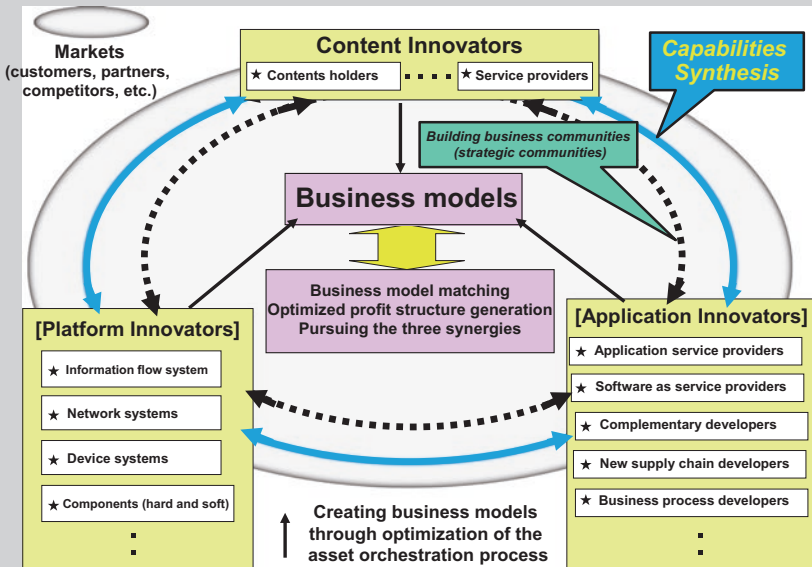 Markets
(customers, partners,
competitors, etc.)
Content Innovators
★ Contents holders
★ Service providers
Capabilities
Synthesis
Building business communities
(strategic communities)
Business models
Business model matching
Optimized profit structure generation
Pursuing the three synergies
[Platform Innovators]
★ Information flow system
★ Network systems
★ Device systems
★ Components (hard and soft)
[Application Innovators]
★ Application service providers
★ Software as service providers
★ Complementary developers
★ New supply chain developers
★ Business process developers
Creating business models
through optimization of the
asset orchestration process